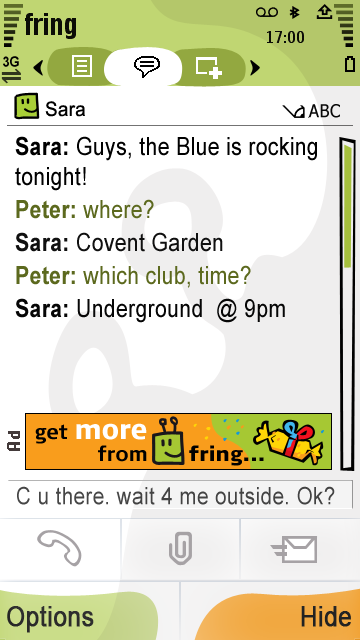 fring
17:00
3G
Sara
ABC
Sara: Guys, the Blue is rocking
tonight!
Peter: where?
Sara: Covent Garden
Peter: which club, time?
Sara: Underground @ 9pm
Ad
get more
from fring...
C u there. wait 4 me outside. Ok?
Options
Hide